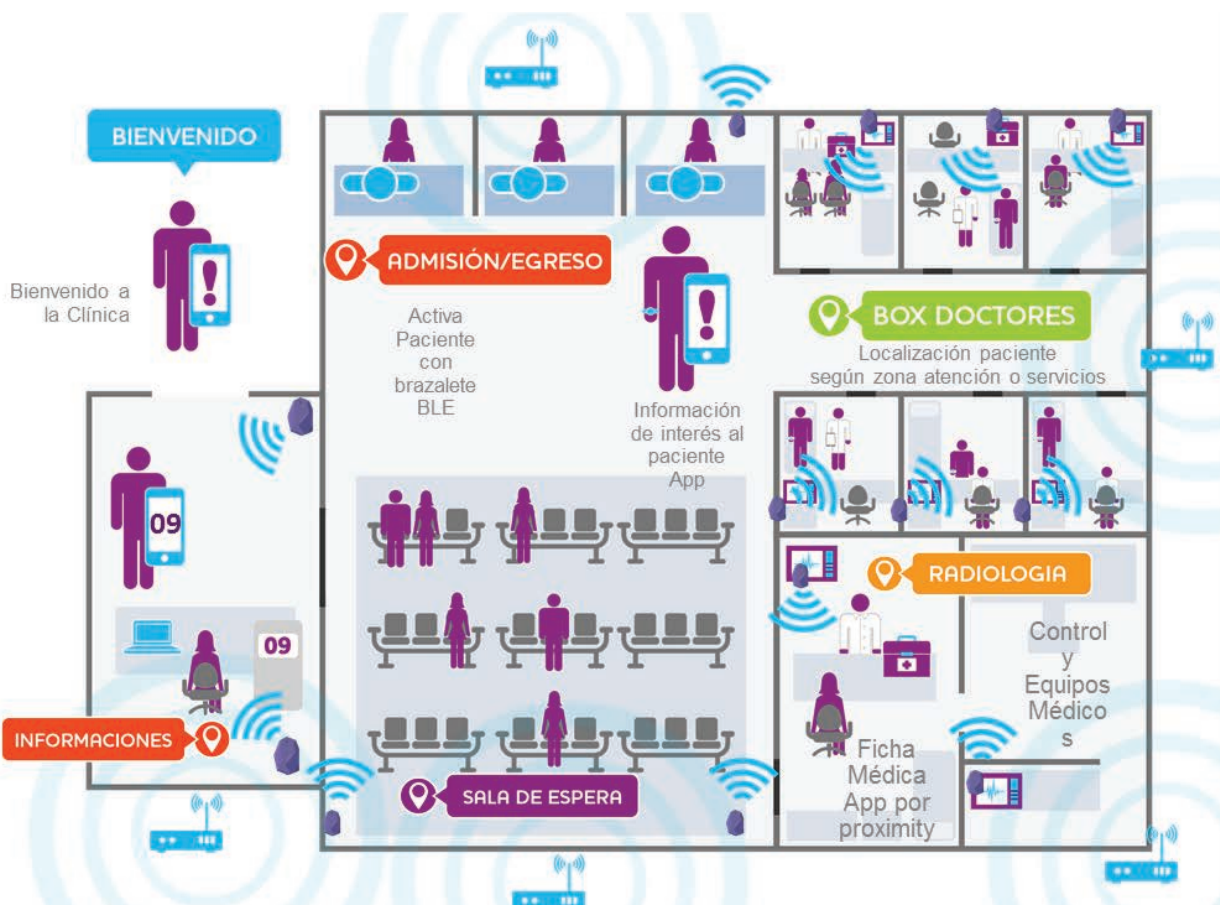 BIENVENIDO
Bienvenido a
la Clínica
ADMISIÓN/EGRESO
Activa
Paciente
con
brazalete
BLE
Información
de interés al
paciente
App
BOX DOCTORES
Localización paciente
según zona atención o servicios
09
09
INFORMACIONES
SALA DE ESPERA
RADIOLOGIA
Control
y
Equipos
Médico
s
Ficha
Médica
App por
proximity